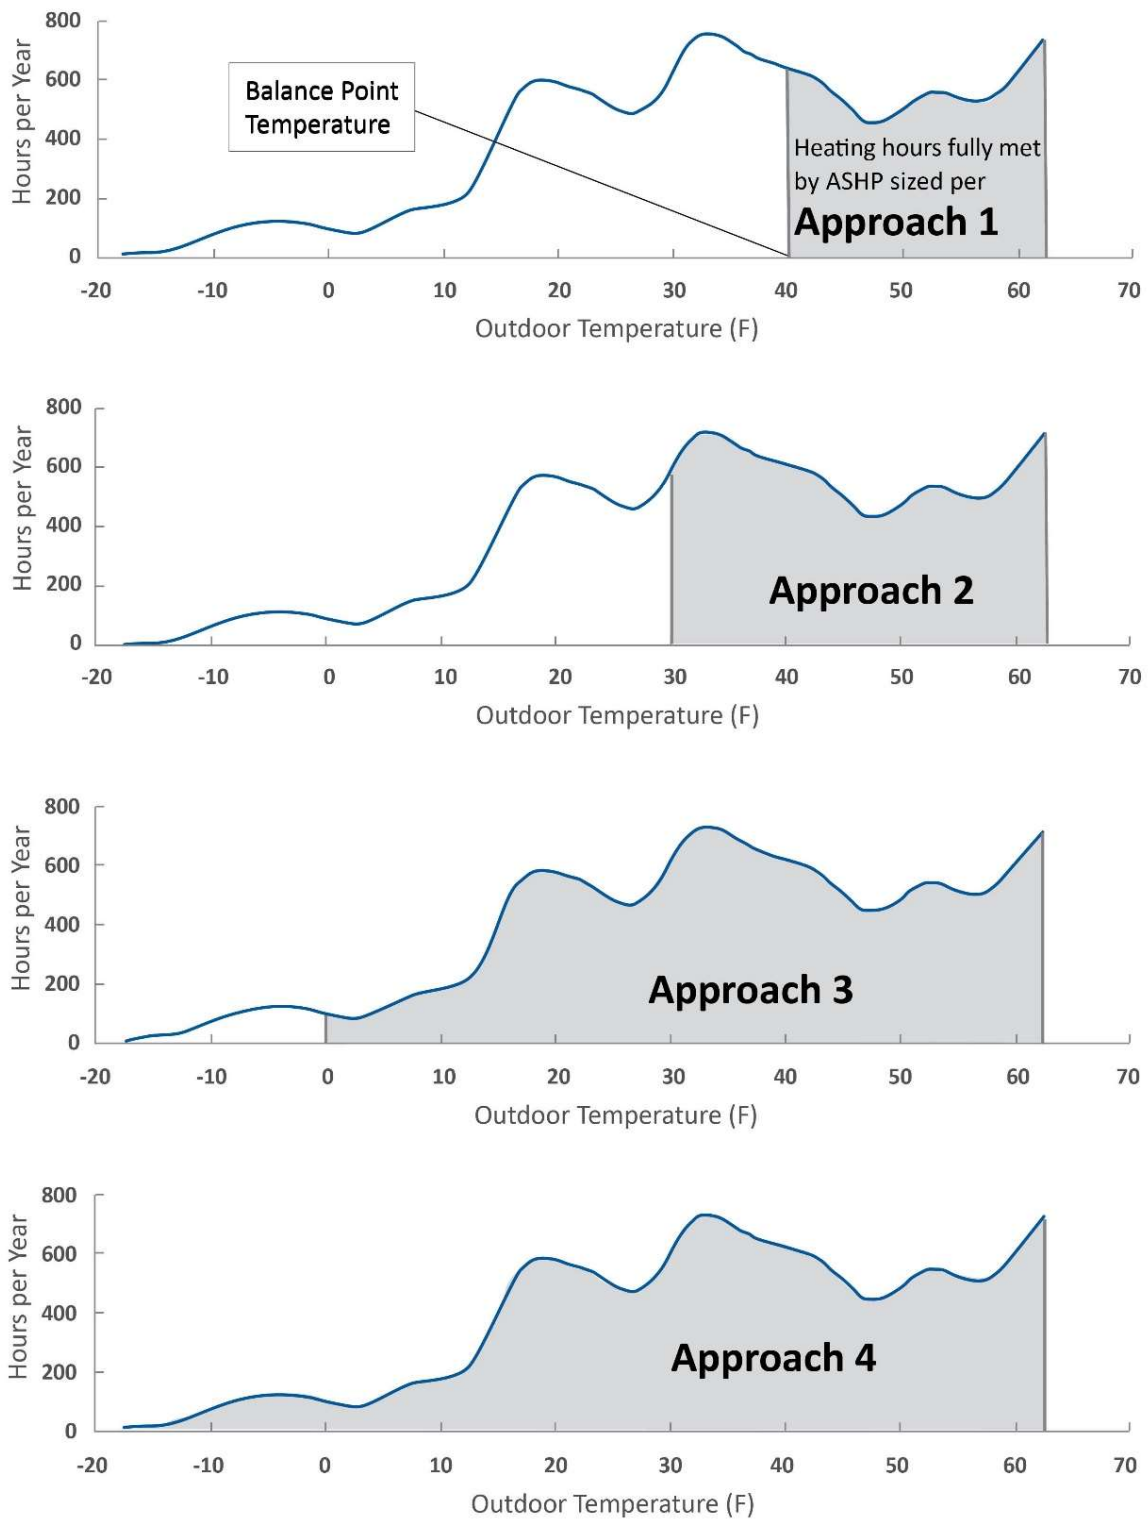 800
600
400
200
0
Hours per Year
Balance Point
Temperature
Heating hours fully met
by ASHP sized per
Approach 1
-20 -10 0 10 20 30 40 50 60 70
Outdoor Temperature (F)
800
600
400
200
0
Hours per Year
Approach 2
-20 -10 0 10 20 30 40 50 60 70
Outdoor Temperature (F)
800
600
400
200
0
Hours per Year
Approach 3
-20 -10 0 10 20 30 40 50 60 70
Outdoor Temperature (F)
800
600
400
200
0
Hours per Year
Approach 4
-20 -10 0 10 20 30 40 50 60 70
Outdoor Temperature (F)